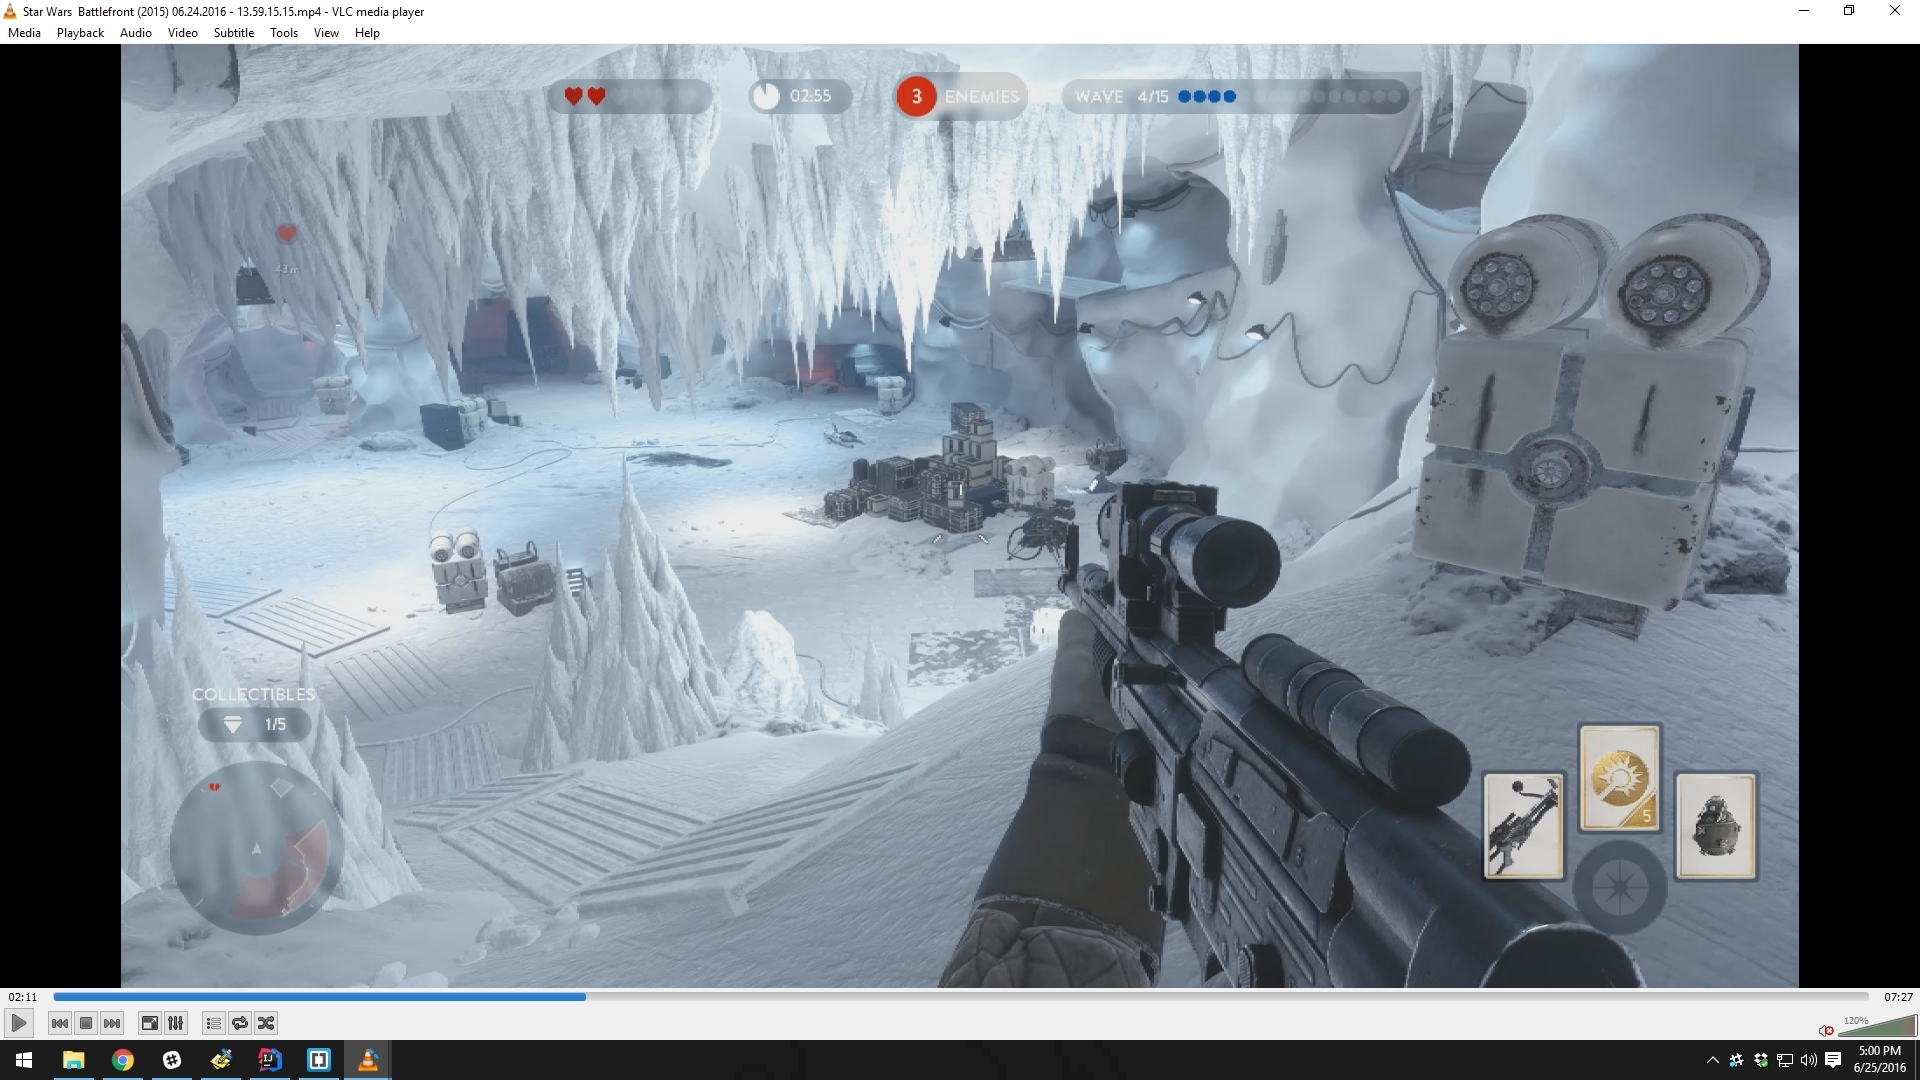 Star Wars  Battlefront (2015) 06.24.2016 - 13.59.15.15.mp4 - VLC media player
Media Playback Audio Video Subtitle Tools View Help
02:55
3 ENEMIES
WAVE 4/15
43m
COLLECTIBLES
1/5
5
02:11
07:27
120%
5:00 PM
6/25/2016